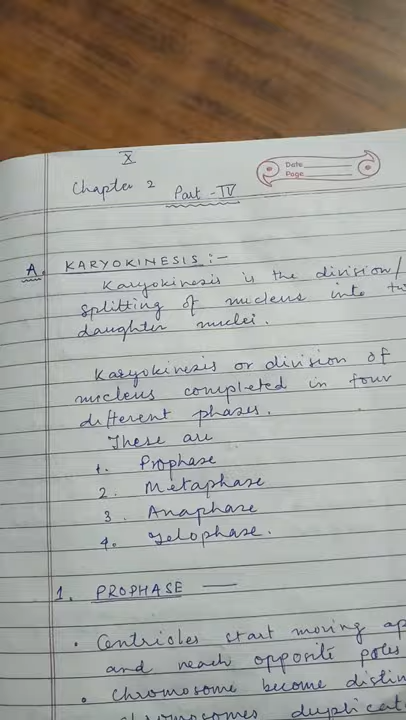 X
Chapter 2 Part - IV
Date
Page
A. KARYOKINESIS :-
Karyokinesis is the division/
splitting of nucleus into
daughter nuclei.
Karyokinesis or division of
nucleus completed in four
different phases.
These are
1. Prophase
2. Metaphase
3. Anaphase
4. Telophase.
1. PROPHASE —
• Centrioles start moving
and reach opposite poles
• Chromosome become
chromosomes